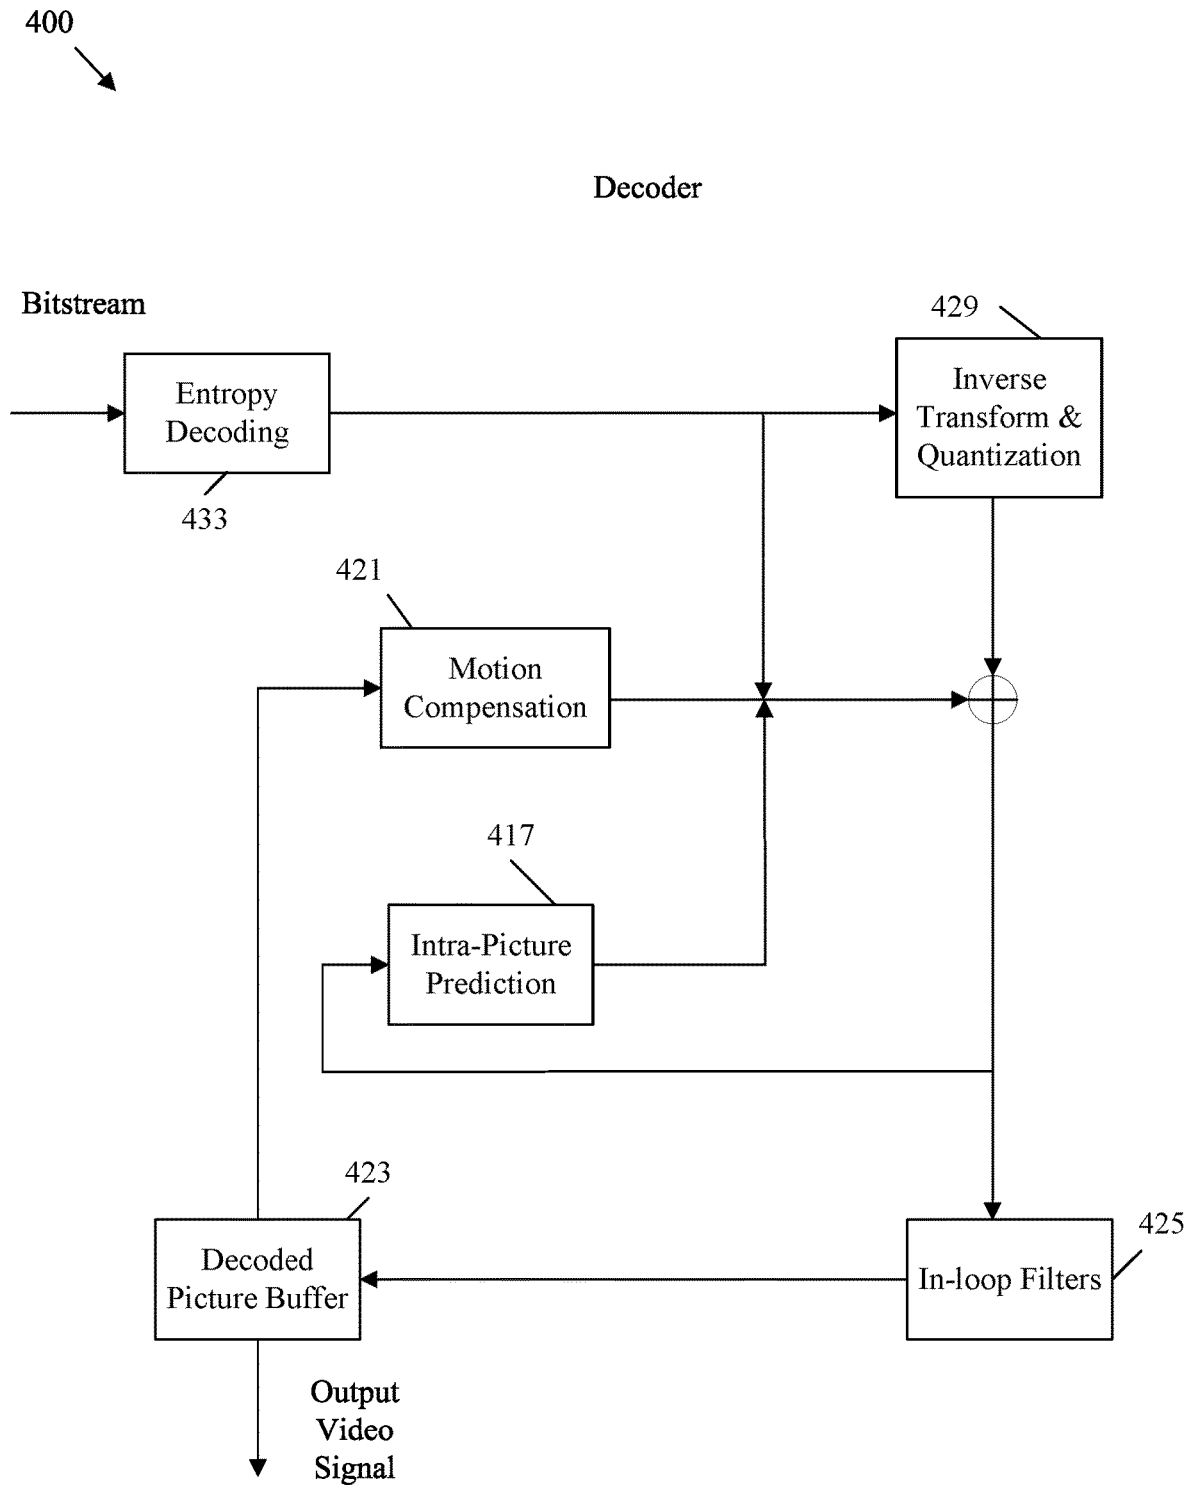 400
Decoder
Bitstream
429
Entropy
Decoding
Inverse
Transform &
Quantization
433
421
Motion
Compensation
417
Intra-Picture
Prediction
423
425
Decoded
Picture Buffer
In-loop Filters
Output
Video
Signal